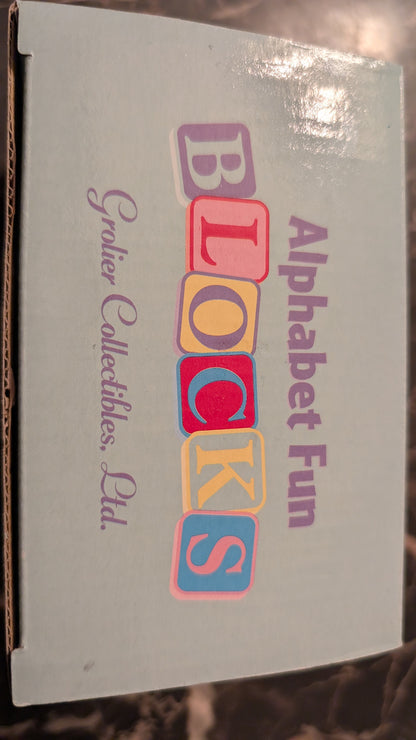 Alphabet Fun
BLOCKS
Grolier Collectibles, Ltd.